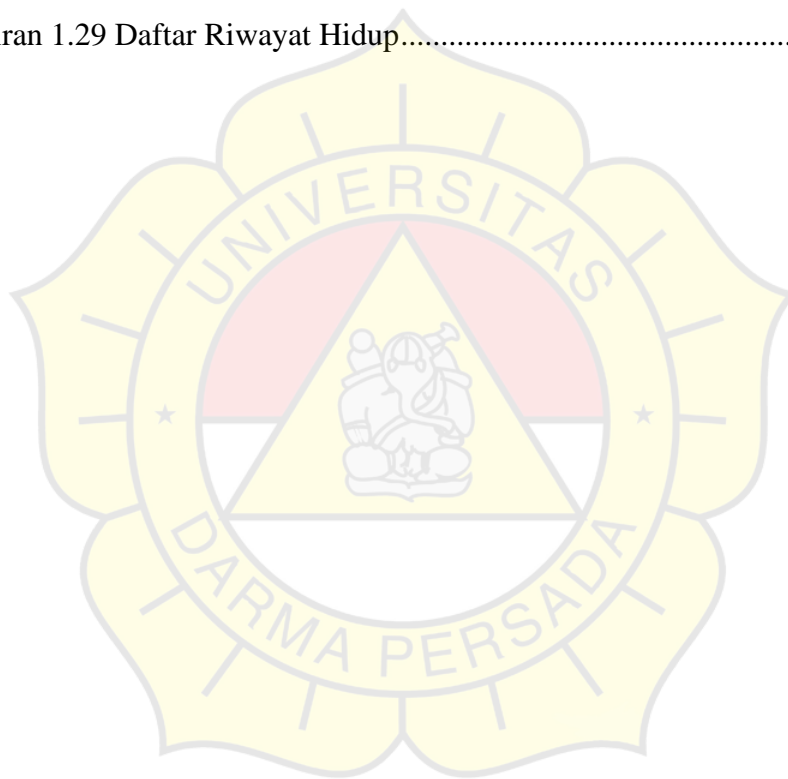 ran 1.29 Daftar Riwayat Hidup................................................
UNIVERSITAS
DARMA PERSADA